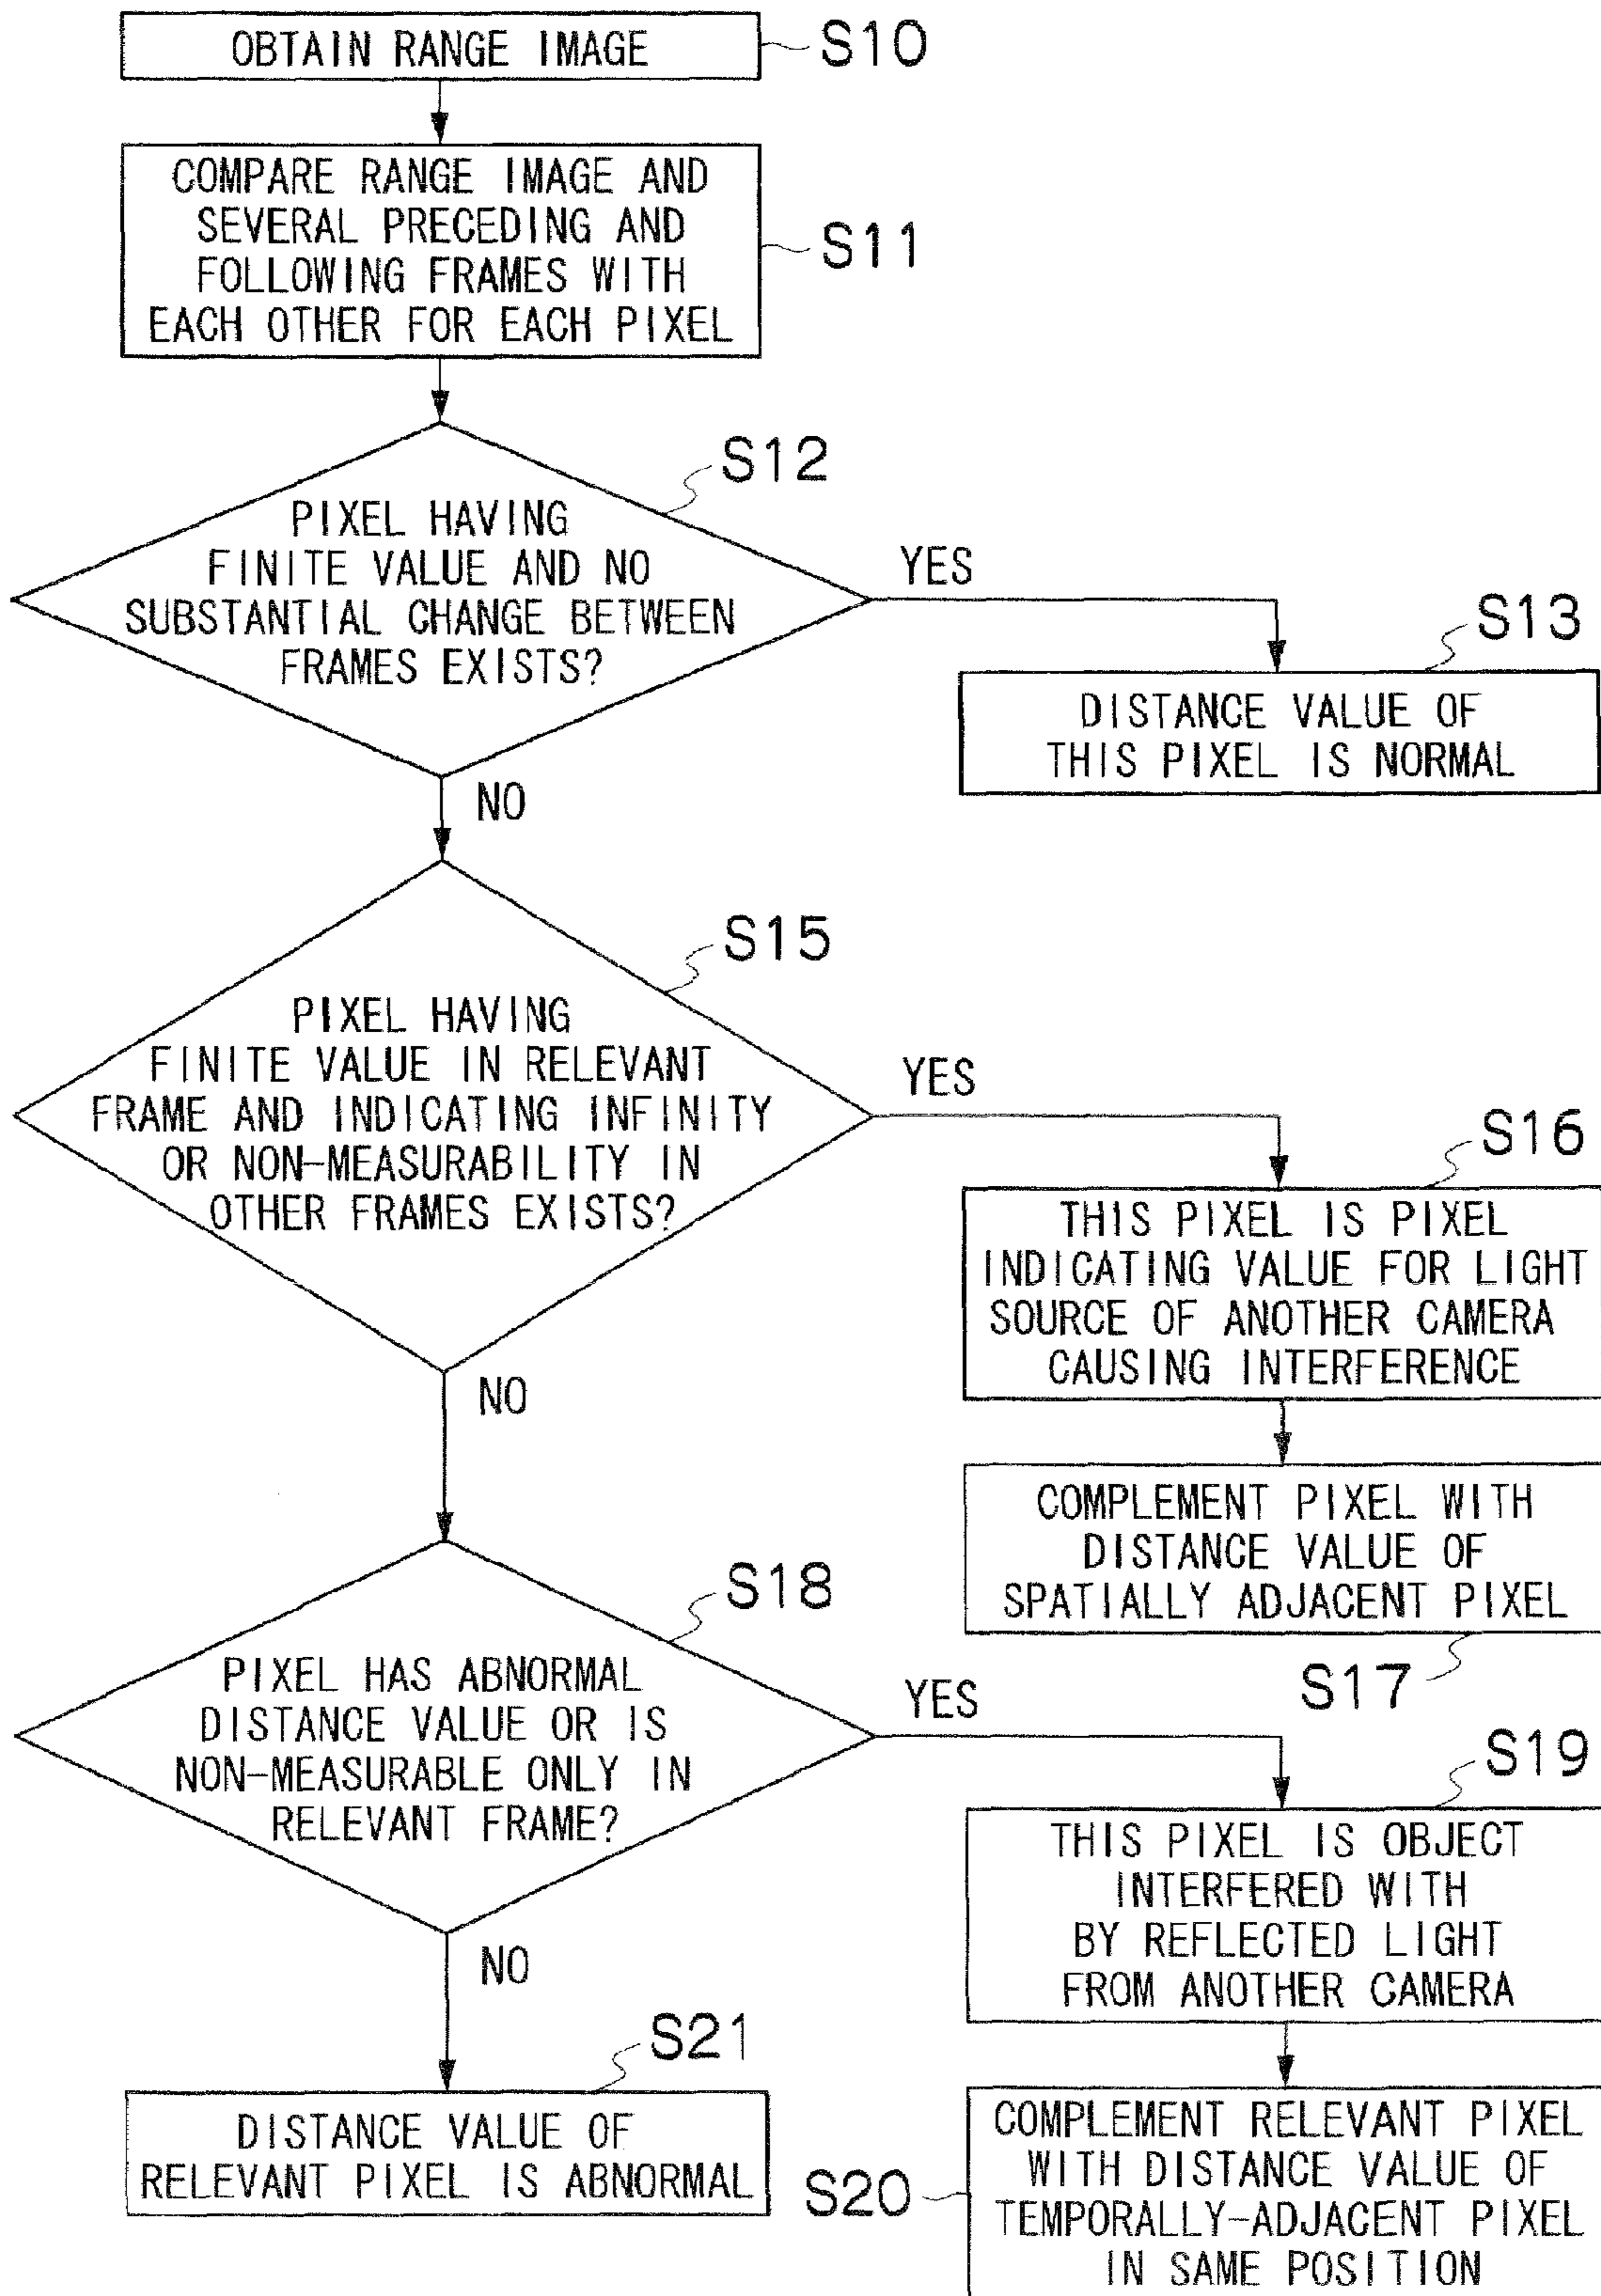 OBTAIN RANGE IMAGE
S10
COMPARE RANGE IMAGE AND
SEVERAL PRECEDING AND
FOLLOWING FRAMES WITH
EACH OTHER FOR EACH PIXEL
S11
S12
PIXEL HAVING
FINITE VALUE AND NO
SUBSTANTIAL CHANGE BETWEEN
FRAMES EXISTS?
YES
S13
DISTANCE VALUE OF
THIS PIXEL IS NORMAL
NO
S15
PIXEL HAVING
FINITE VALUE IN RELEVANT
FRAME AND INDICATING INFINITY
OR NON-MEASURABILITY IN
OTHER FRAMES EXISTS?
YES
S16
THIS PIXEL IS PIXEL
INDICATING VALUE FOR LIGHT
SOURCE OF ANOTHER CAMERA
CAUSING INTERFERENCE
NO
COMPLEMENT PIXEL WITH
DISTANCE VALUE OF
SPATIALLY ADJACENT PIXEL
S17
S18
PIXEL HAS ABNORMAL
DISTANCE VALUE OR IS
NON-MEASURABLE ONLY IN
RELEVANT FRAME?
YES
S19
THIS PIXEL IS OBJECT
INTERFERED WITH
BY REFLECTED LIGHT
FROM ANOTHER CAMERA
NO
S21
DISTANCE VALUE OF
RELEVANT PIXEL IS ABNORMAL
S20
COMPLEMENT RELEVANT PIXEL
WITH DISTANCE VALUE OF
TEMPORALLY-ADJACENT PIXEL
IN SAME POSITION